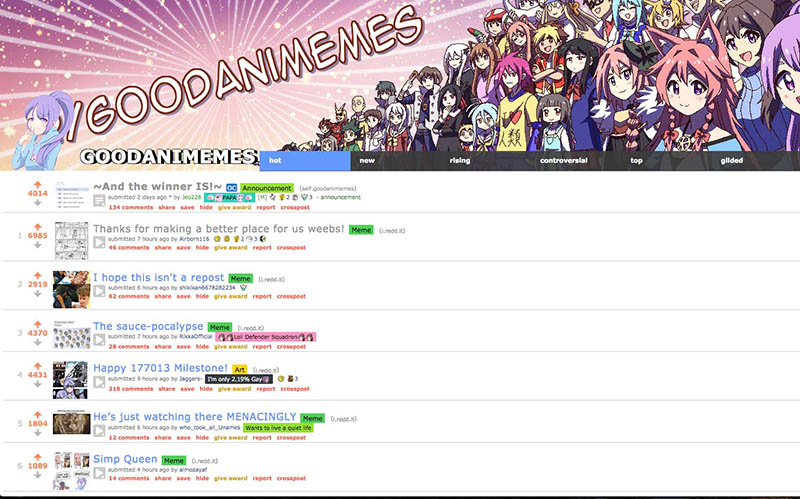 /GOODANIMEMES
GOODANIMEMES
hot new rising controversial top gilded
4014
~And the winner IS!~ OC Announcement (self.goodanimemes)
submitted 2 days ago * by Jeo228 PAPA [M] 2 3 - announcement
134 comments share save hide give award report crosspost
1 6985
Thanks for making a better place for us weebs! Meme (i.redd.it)
submitted 7 hours ago by Airborn116 2 3
46 comments share save hide give award report crosspost
2 2919
I hope this isn't a repost Meme (i.redd.it)
submitted 6 hours ago by shikikan6678282234
62 comments share save hide give award report crosspost
3 4370
The sauce-pocalypse Meme (i.redd.it)
submitted 7 hours ago by RikkaOfficial Loli Defender Squadron
28 comments share save hide give award report crosspost
4 4431
Happy 177013 Milestone! Art (i.redd.it)
submitted 9 hours ago by Jaggers- I'm only 2.19% Gay 3
219 comments share save hide give award report crosspost
5 1804
He's just watching there MENACINGLY Meme (i.redd.it)
submitted 6 hours ago by who_took_all_Unames Wants to live a quiet life
12 comments share save hide give award report crosspost
6 1089
Simp Queen Meme (i.redd.it)
submitted 4 hours ago by almozayaf
14 comments share save hide give award report crosspost